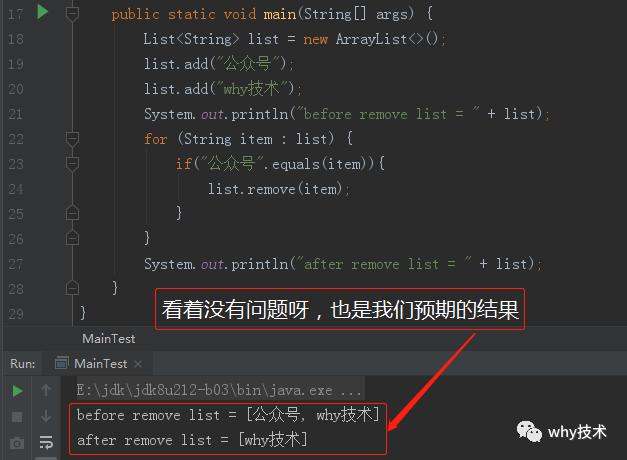 17 public static void main(String[] args) {
18 List<String> list = new ArrayList<>();
19 list.add("公众号");
20 list.add("why技术");
21 System.out.println("before remove list = " + list);
22 for (String item : list) {
23 if("公众号".equals(item)){
24 list.remove(item);
25 }
26 }
27 System.out.println("after remove list = " + list);
28 }
29 }
看着没有问题呀，也是我们预期的结果
MainTest
Run: MainTest ×
E:\jdk\jdk8u212-b03\bin\java.exe ...
before remove list = [公众号, why技术]
after remove list = [why技术]
why技术